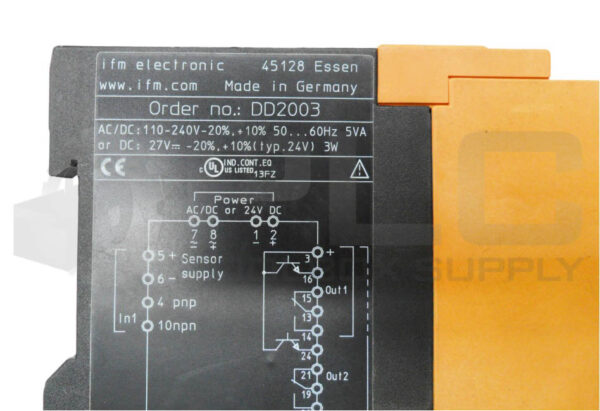 ifm electronic 45128 Essen
www.ifm.com Made in Germany
Order no.: DD2003
AC/DC:110-240V-20%,+10% 50...60Hz 5VA
or DC: 27V⎓ -20%,+10%(typ.24V) 3W
CE
c UL US LISTED IND.CONT.EQ 13FZ
Power
AC/DC or 24V DC
7 8 1 2
~ ~ - +
5+ Sensor supply
6-
4 pnp
In1
10npn
3 +
16
15 Out1
13
14
24
21 Out2
19
PLC
SUPPLY